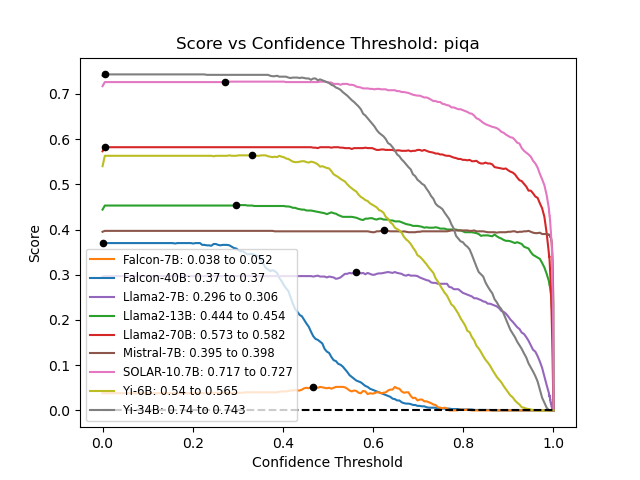 Score vs Confidence Threshold: piqa
Score
0.7
0.6
0.5
0.4
0.3
0.2
0.1
0.0
Falcon-7B: 0.038 to 0.052
Falcon-40B: 0.37 to 0.37
Llama2-7B: 0.296 to 0.306
Llama2-13B: 0.444 to 0.454
Llama2-70B: 0.573 to 0.582
Mistral-7B: 0.395 to 0.398
SOLAR-10.7B: 0.717 to 0.727
Yi-6B: 0.54 to 0.565
Yi-34B: 0.74 to 0.743
0.0 0.2 0.4 0.6 0.8 1.0
Confidence Threshold